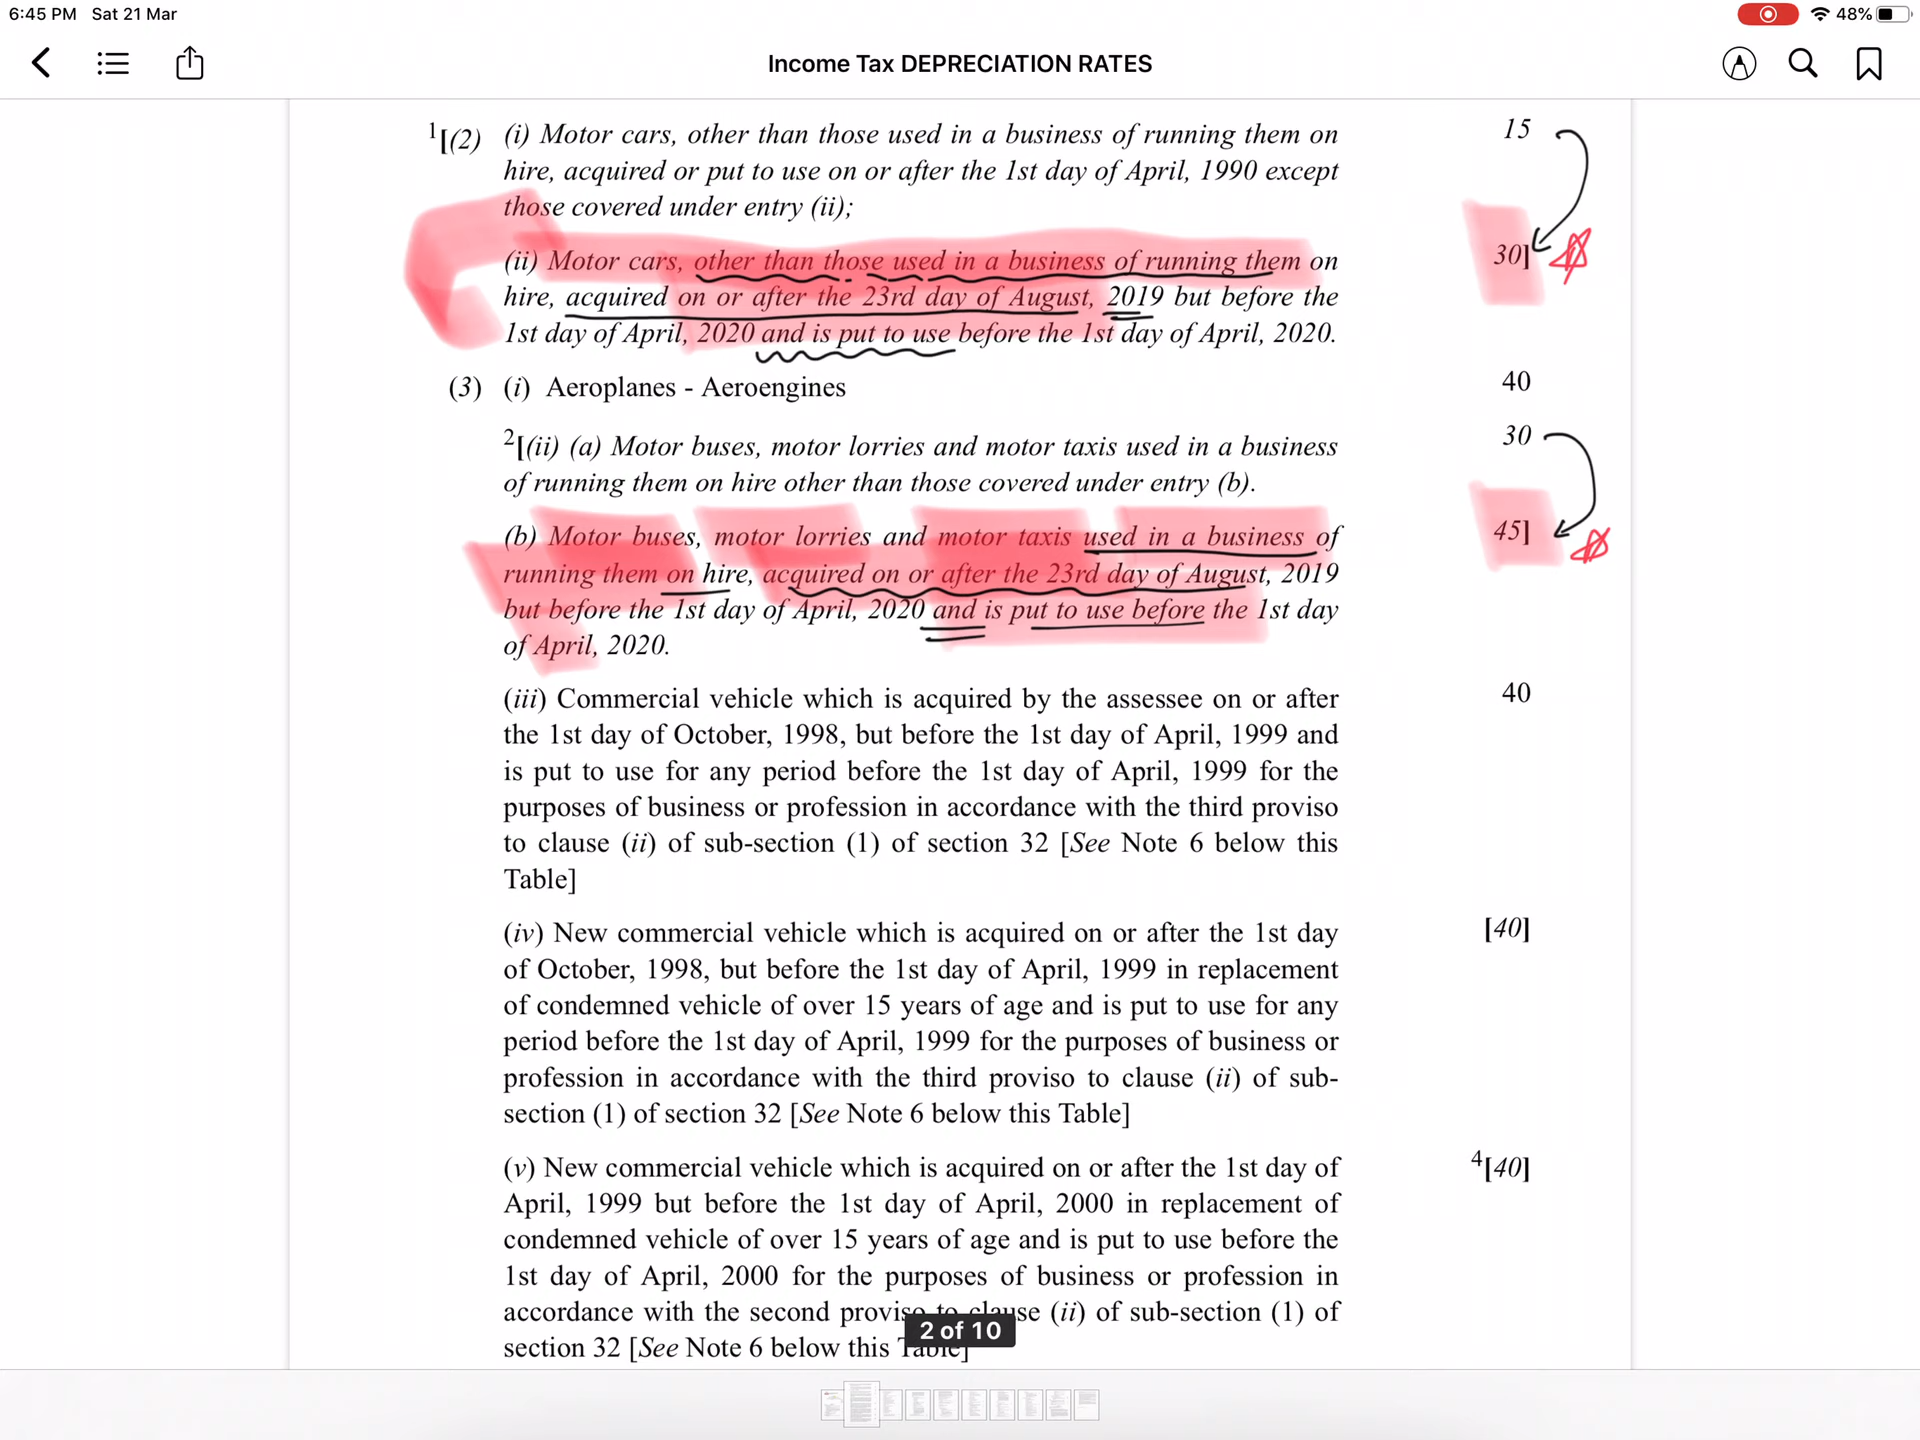 6:45 PM Sat 21 Mar
48%
Income Tax DEPRECIATION RATES
1[(2) (i) Motor cars, other than those used in a business of running them on 15
hire, acquired or put to use on or after the 1st day of April, 1990 except
those covered under entry (ii);
(ii) Motor cars, other than those used in a business of running them on 30]
hire, acquired on or after the 23rd day of August, 2019 but before the
1st day of April, 2020 and is put to use before the 1st day of April, 2020.
(3) (i) Aeroplanes - Aeroengines 40
2[(ii) (a) Motor buses, motor lorries and motor taxis used in a business 30
of running them on hire other than those covered under entry (b).
(b) Motor buses, motor lorries and motor taxis used in a business of 45]
running them on hire, acquired on or after the 23rd day of August, 2019
but before the 1st day of April, 2020 and is put to use before the 1st day
of April, 2020.
(iii) Commercial vehicle which is acquired by the assessee on or after 40
the 1st day of October, 1998, but before the 1st day of April, 1999 and
is put to use for any period before the 1st day of April, 1999 for the
purposes of business or profession in accordance with the third proviso
to clause (ii) of sub-section (1) of section 32 [See Note 6 below this
Table]
(iv) New commercial vehicle which is acquired on or after the 1st day [40]
of October, 1998, but before the 1st day of April, 1999 in replacement
of condemned vehicle of over 15 years of age and is put to use for any
period before the 1st day of April, 1999 for the purposes of business or
profession in accordance with the third proviso to clause (ii) of sub-
section (1) of section 32 [See Note 6 below this Table]
(v) New commercial vehicle which is acquired on or after the 1st day of 4[40]
April, 1999 but before the 1st day of April, 2000 in replacement of
condemned vehicle of over 15 years of age and is put to use before the
1st day of April, 2000 for the purposes of business or profession in
accordance with the second proviso to clause (ii) of sub-section (1) of
section 32 [See Note 6 below this Table]
2 of 10